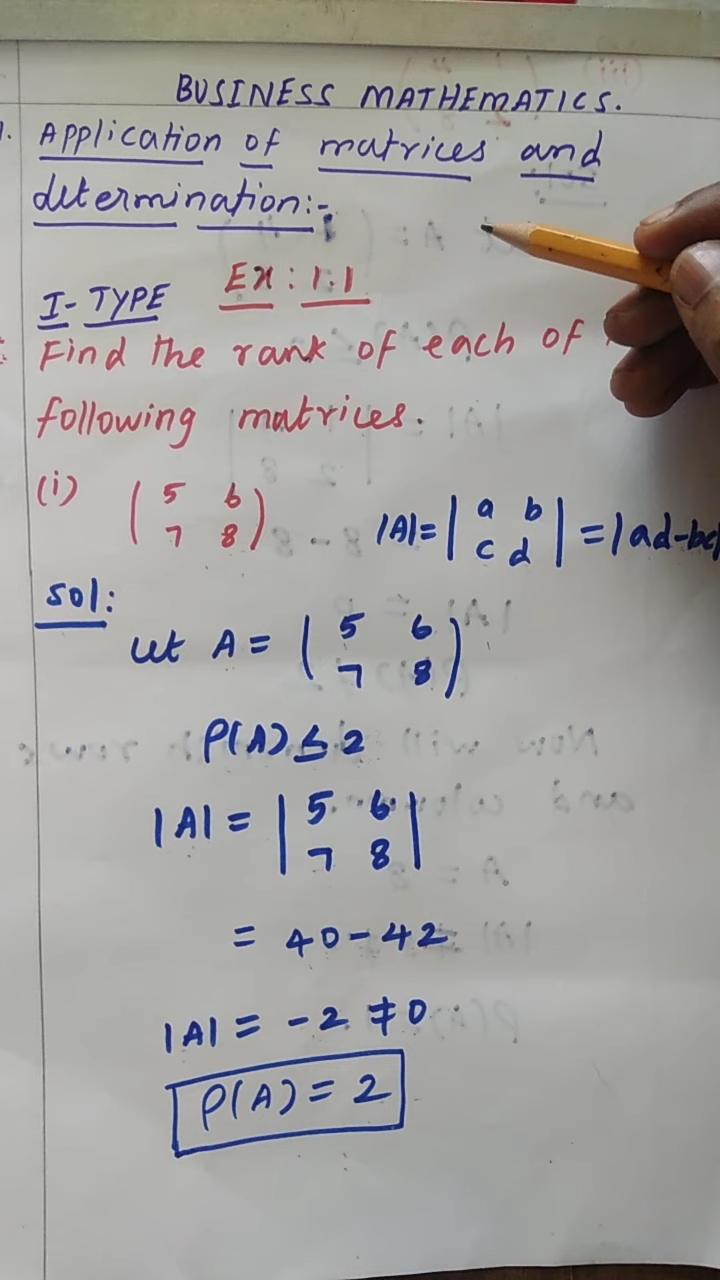 BUSINESS MATHEMATICS.
1. Application of matrices and
determination:-
I-TYPE Ex: 1.1
Find the rank of each of
following matrices.
(i) ( 5 6
7 8 ) |A|= | a b
c d | = |ad-bc|
Sol:
Let A = ( 5 6
7 8 )
ρ(A) ≤ 2
|A| = | 5 6
7 8 |
= 40-42
|A| = -2 ≠ 0
ρ(A) = 2